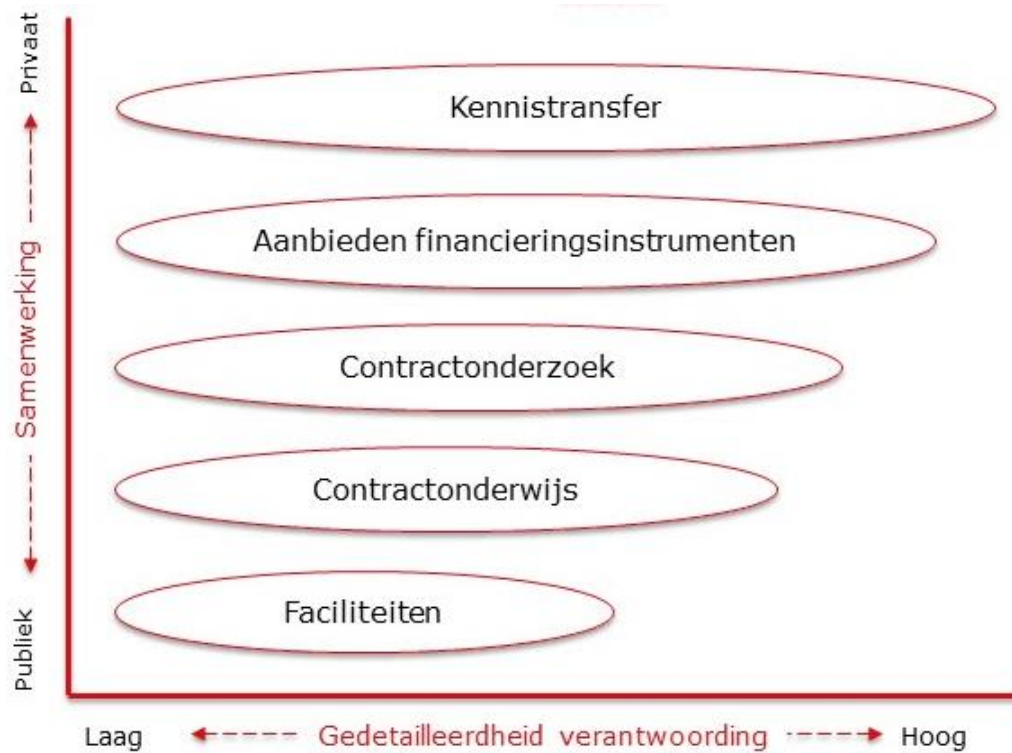 Privaat
Samenwerking
Publiek
Kennistransfer
Aanbieden financieringsinstrumenten
Contractonderzoek
Contractonderwijs
Faciliteiten
Laag Gedetailleerdheid verantwoording Hoog